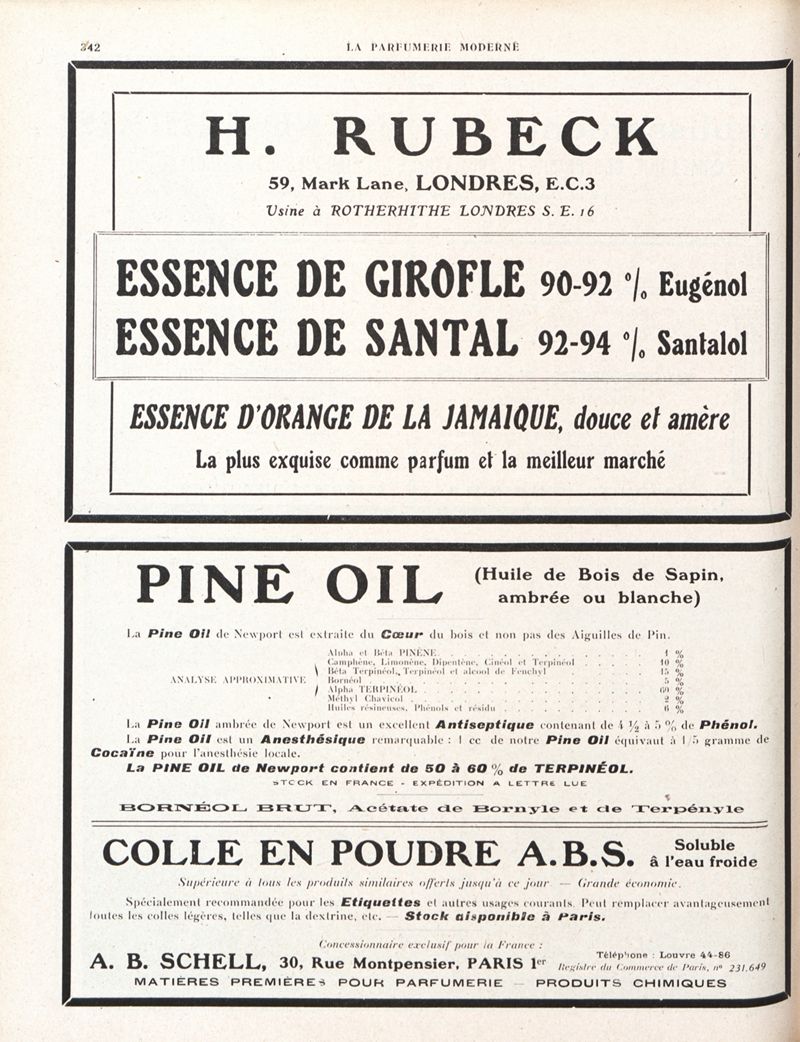 342
LA PARFUMERIE MODERNE
H. RUBECK
59, Mark Lane, LONDRES, E.C.3
Usine à ROTHERHITHE LONDRES S. E. 16
ESSENCE DE GIROFLE 90-92 % Eugénol
ESSENCE DE SANTAL 92-94 % Santalol
ESSENCE D'ORANGE DE LA JAMAIQUE, douce et amère
La plus exquise comme parfum et la meilleur marché
PINE OIL (Huile de Bois de Sapin,
ambrée ou blanche)
La Pine Oil de Newport est extraite du Cœur du bois et non pas des Aiguilles de Pin.
ANALYSE APPROXIMATIVE
Alpha et Béta PINÈNE . . . . 1 %
Camphène, Limonène, Dipentène, Cinéol et Terpinéol . . . . 10 %
Béta Terpinéol, Terpinéol et alcool de Fenchyl . . . . 15 %
Bornéol . . . . 5 %
Alpha TERPINÉOL . . . . 60 %
Méthyl Chavicol . . . . 2 %
Huiles résineuses, Phénols et résidu . . . . 6 %
La Pine Oil ambrée de Newport est un excellent Antiseptique contenant de 4 ½ à 5 % de Phénol.
La Pine Oil est un Anesthésique remarquable : 1 cc de notre Pine Oil équivaut à 1/5 gramme de
Cocaïne pour l'anesthésie locale.
La PINE OIL de Newport contient de 50 à 60 % de TERPINÉOL.
STOCK EN FRANCE - EXPÉDITION A LETTRE LUE
BORNÉOL BRUT, Acétate de Bornyle et de Terpényle
COLLE EN POUDRE A.B.S. Soluble
à l'eau froide
Supérieure à tous les produits similaires offerts jusqu'à ce jour — Grande économie.
Spécialement recommandée pour les Etiquettes et autres usages courants. Peut remplacer avantageusement
toutes les colles légères, telles que la dextrine, etc. — Stock disponible à Paris.
Concessionnaire exclusif pour la France :
A. B. SCHELL, 30, Rue Montpensier, PARIS 1er
Téléphone : Louvre 44-86
Registre du Commerce de Paris, n° 231.649
MATIÈRES PREMIÈRES POUR PARFUMERIE — PRODUITS CHIMIQUES